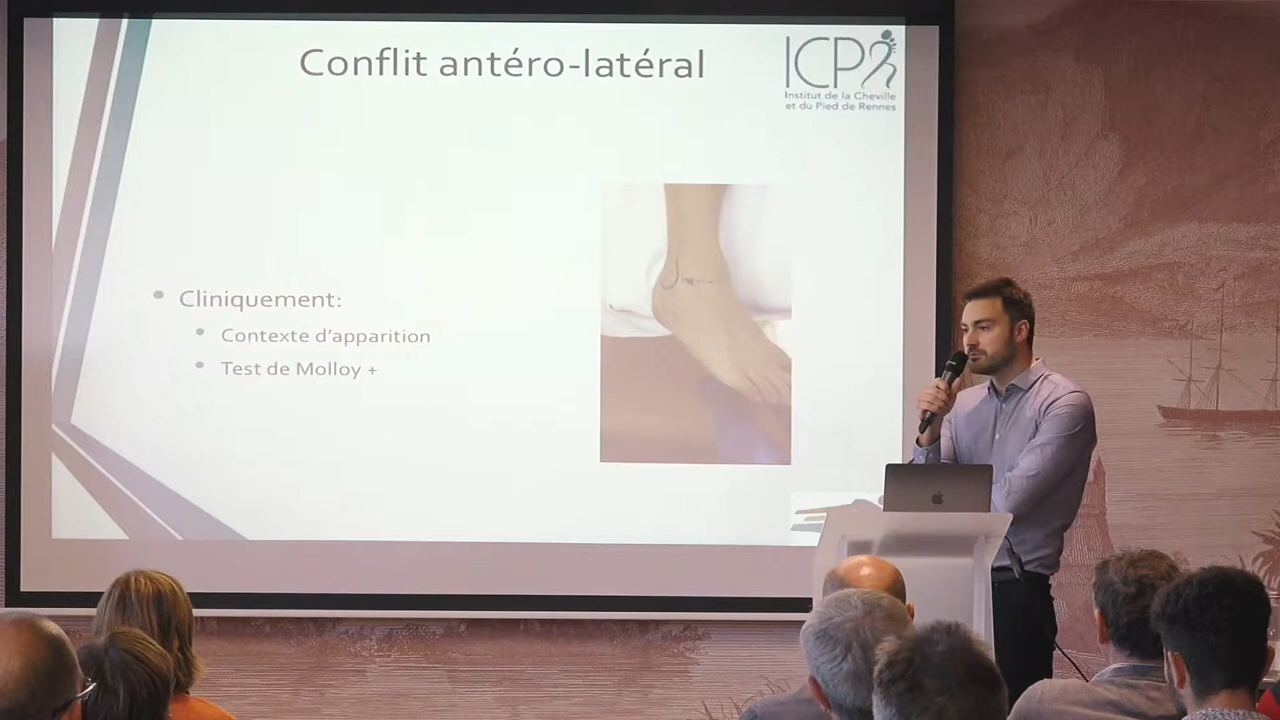 Conflit antéro-latéral
ICP
Institut de la Cheville
et du Pied de Rennes
Cliniquement:
Contexte d'apparition
Test de Molloy +